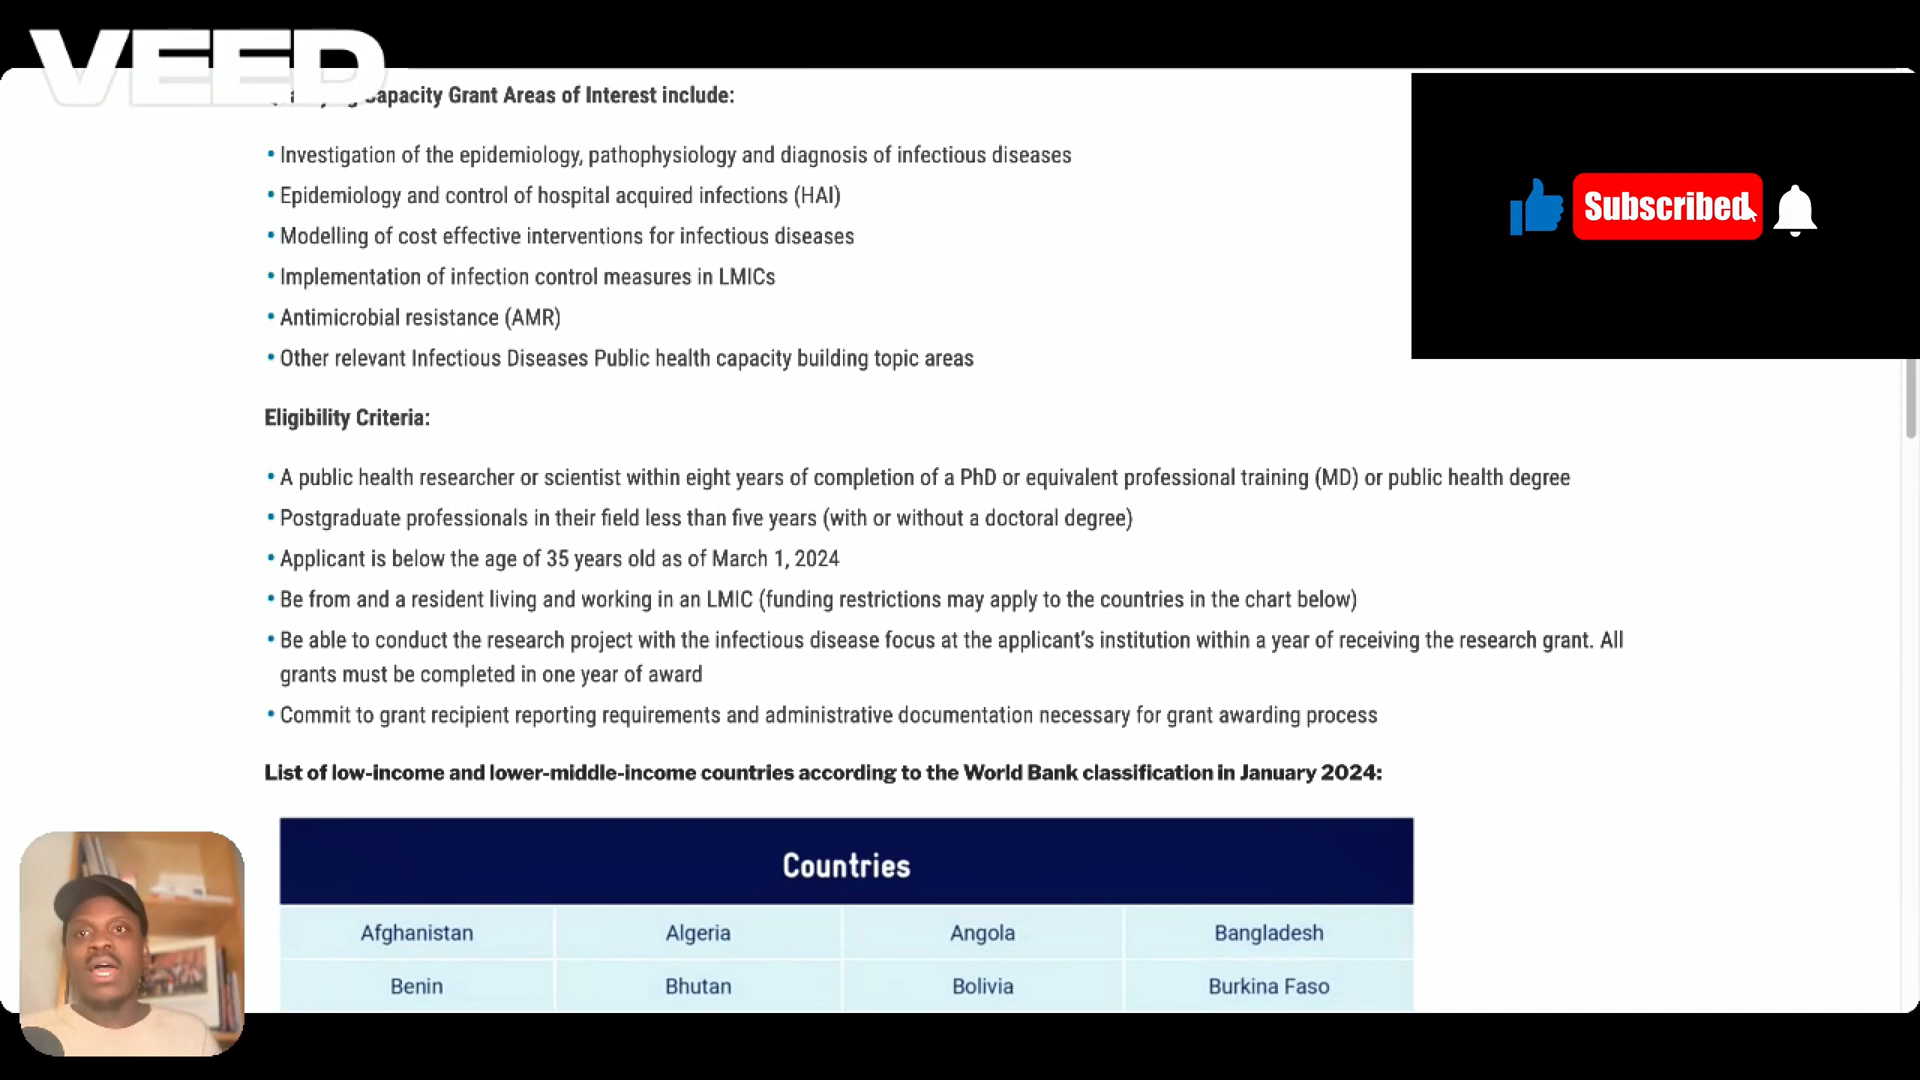 VEED
Capacity Grant Areas of Interest include:
• Investigation of the epidemiology, pathophysiology and diagnosis of infectious diseases
• Epidemiology and control of hospital acquired infections (HAI)
• Modelling of cost effective interventions for infectious diseases
• Implementation of infection control measures in LMICs
• Antimicrobial resistance (AMR)
• Other relevant Infectious Diseases Public health capacity building topic areas
Subscribed
Eligibility Criteria:
• A public health researcher or scientist within eight years of completion of a PhD or equivalent professional training (MD) or public health degree
• Postgraduate professionals in their field less than five years (with or without a doctoral degree)
• Applicant is below the age of 35 years old as of March 1, 2024
• Be from and a resident living and working in an LMIC (funding restrictions may apply to the countries in the chart below)
• Be able to conduct the research project with the infectious disease focus at the applicant's institution within a year of receiving the research grant. All
grants must be completed in one year of award
• Commit to grant recipient reporting requirements and administrative documentation necessary for grant awarding process
List of low-income and lower-middle-income countries according to the World Bank classification in January 2024:
Countries
Afghanistan Algeria Angola Bangladesh
Benin Bhutan Bolivia Burkina Faso